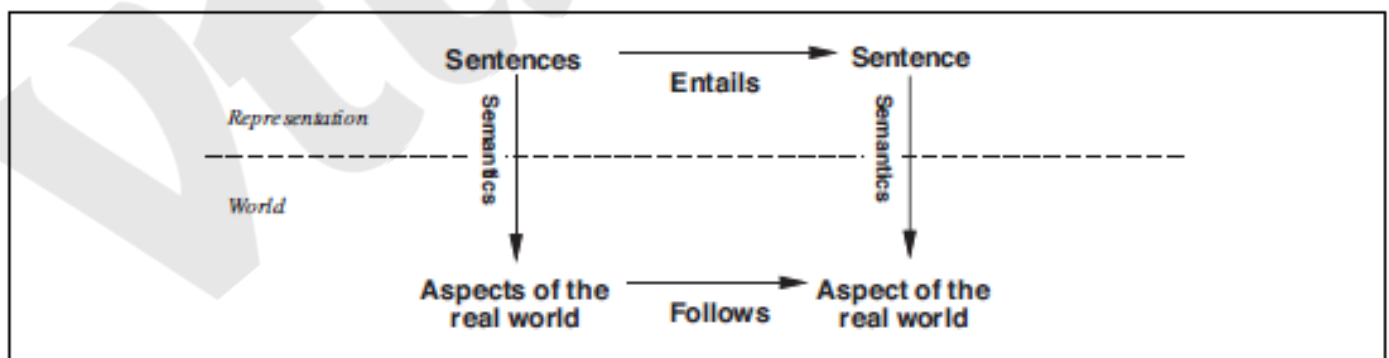 Sentences
Entails
Sentence
Representation
Semantics
Semantics
World
Aspects of the
real world
Follows
Aspect of the
real world